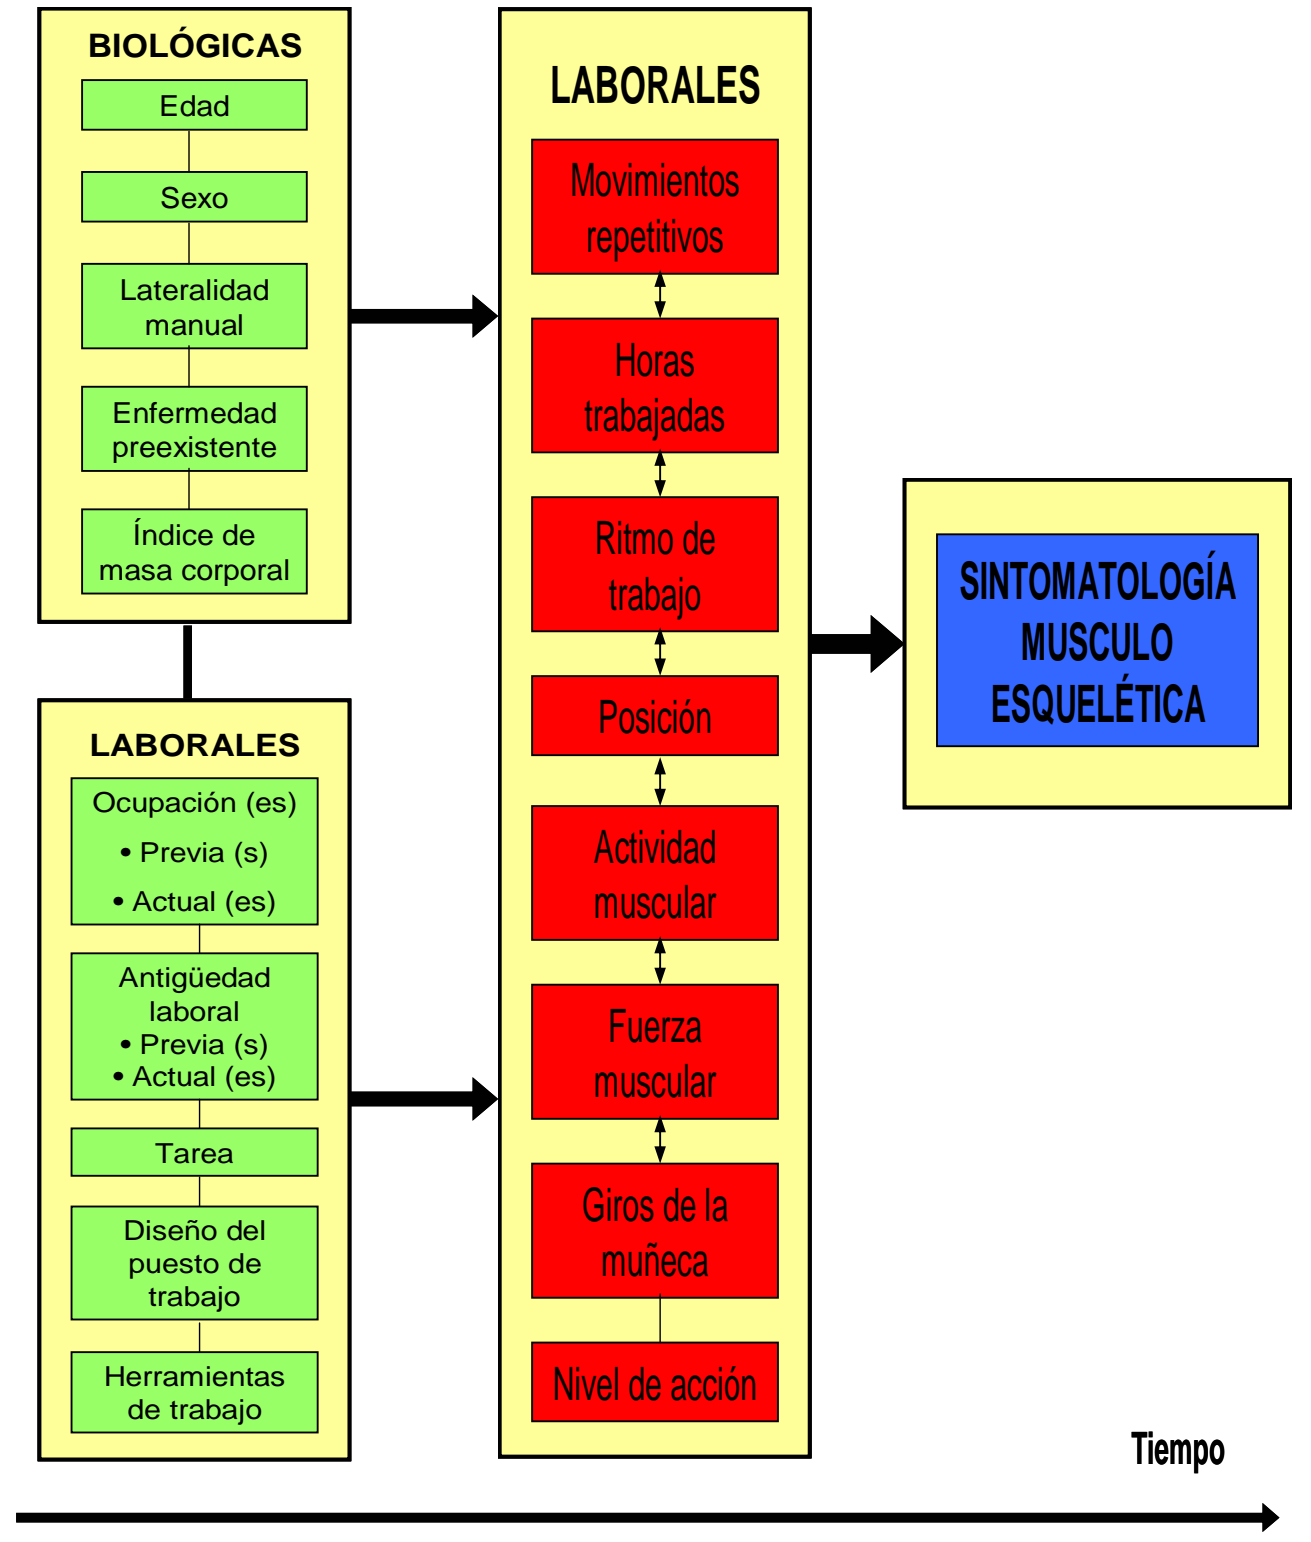 BIOLÓGICAS
Edad
Sexo
Lateralidad
manual
Enfermedad
preexistente
Índice de
masa corporal
LABORALES
Ocupación (es)
• Previa (s)
• Actual (es)
Antigüedad
laboral
• Previa (s)
• Actual (es)
Tarea
Diseño del
puesto de
trabajo
Herramientas
de trabajo
LABORALES
Movimientos
repetitivos
Horas
trabajadas
Ritmo de
trabajo
Posición
Actividad
muscular
Fuerza
muscular
Giros de la
muñeca
Nivel de acción
SINTOMATOLOGÍA
MUSCULO
ESQUELÉTICA
Tiempo